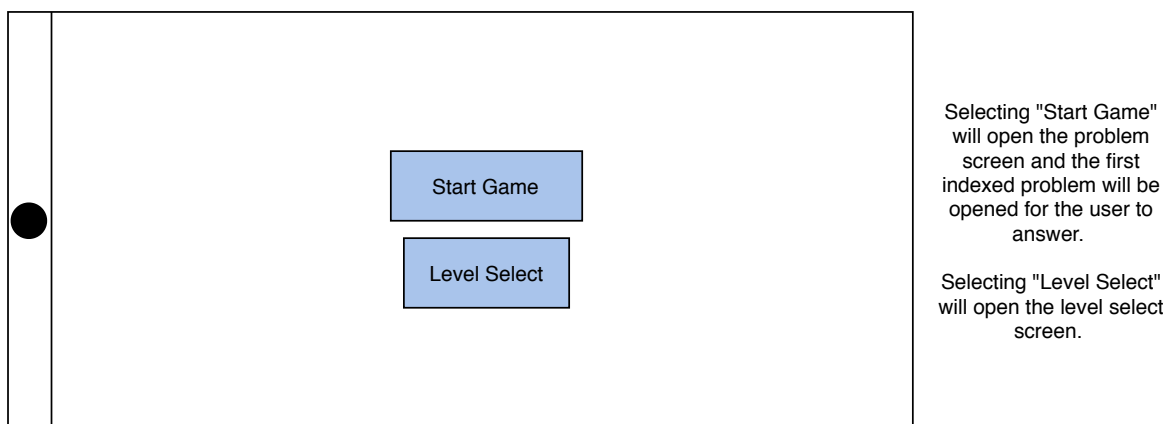 Start Game
Level Select
Selecting "Start Game"
will open the problem
screen and the first
indexed problem will be
opened for the user to
answer.
Selecting "Level Select"
will open the level select
screen.